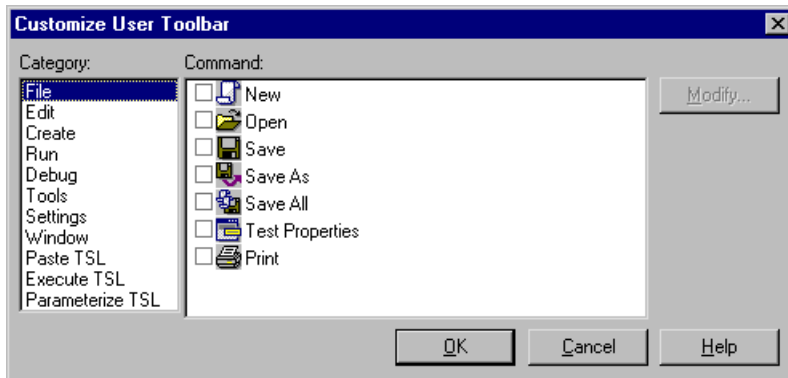 Customize User Toolbar
Category:
Command:
File
Edit
Create
Run
Debug
Tools
Settings
Window
Paste TSL
Execute TSL
Parameterize TSL
New
Open
Save
Save As
Save All
Test Properties
Print
Modify...
OK
Cancel
Help